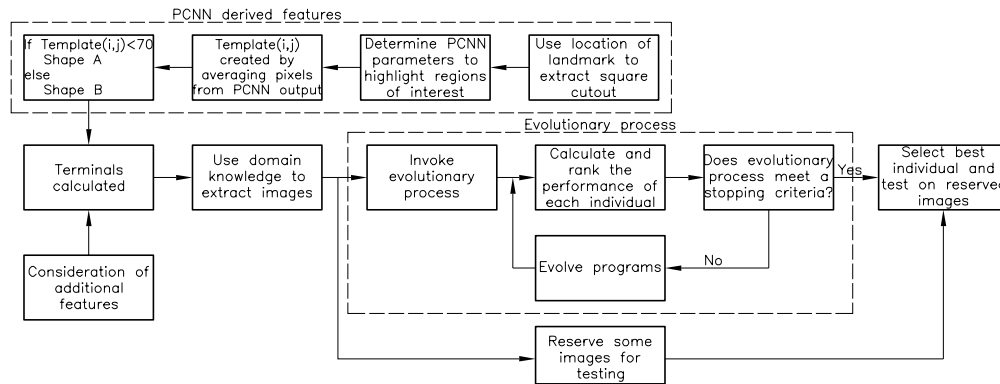 PCNN derived features
If Template(i,j)<70
Shape A
else
Shape B
Template(i,j)
created by
averaging pixels
from PCNN output
Determine PCNN
parameters to
highlight regions
of interest
Use location of
landmark to
extract square
cutout
Evolutionary process
Terminals
calculated
Use domain
knowledge to
extract images
Invoke
evolutionary
process
Calculate and
rank the
performance of
each individual
Does evolutionary
process meet a
stopping criteria?
Yes
Select best
individual and
test on reserved
images
Consideration of
additional
features
Evolve programs
No
Reserve some
images for
testing